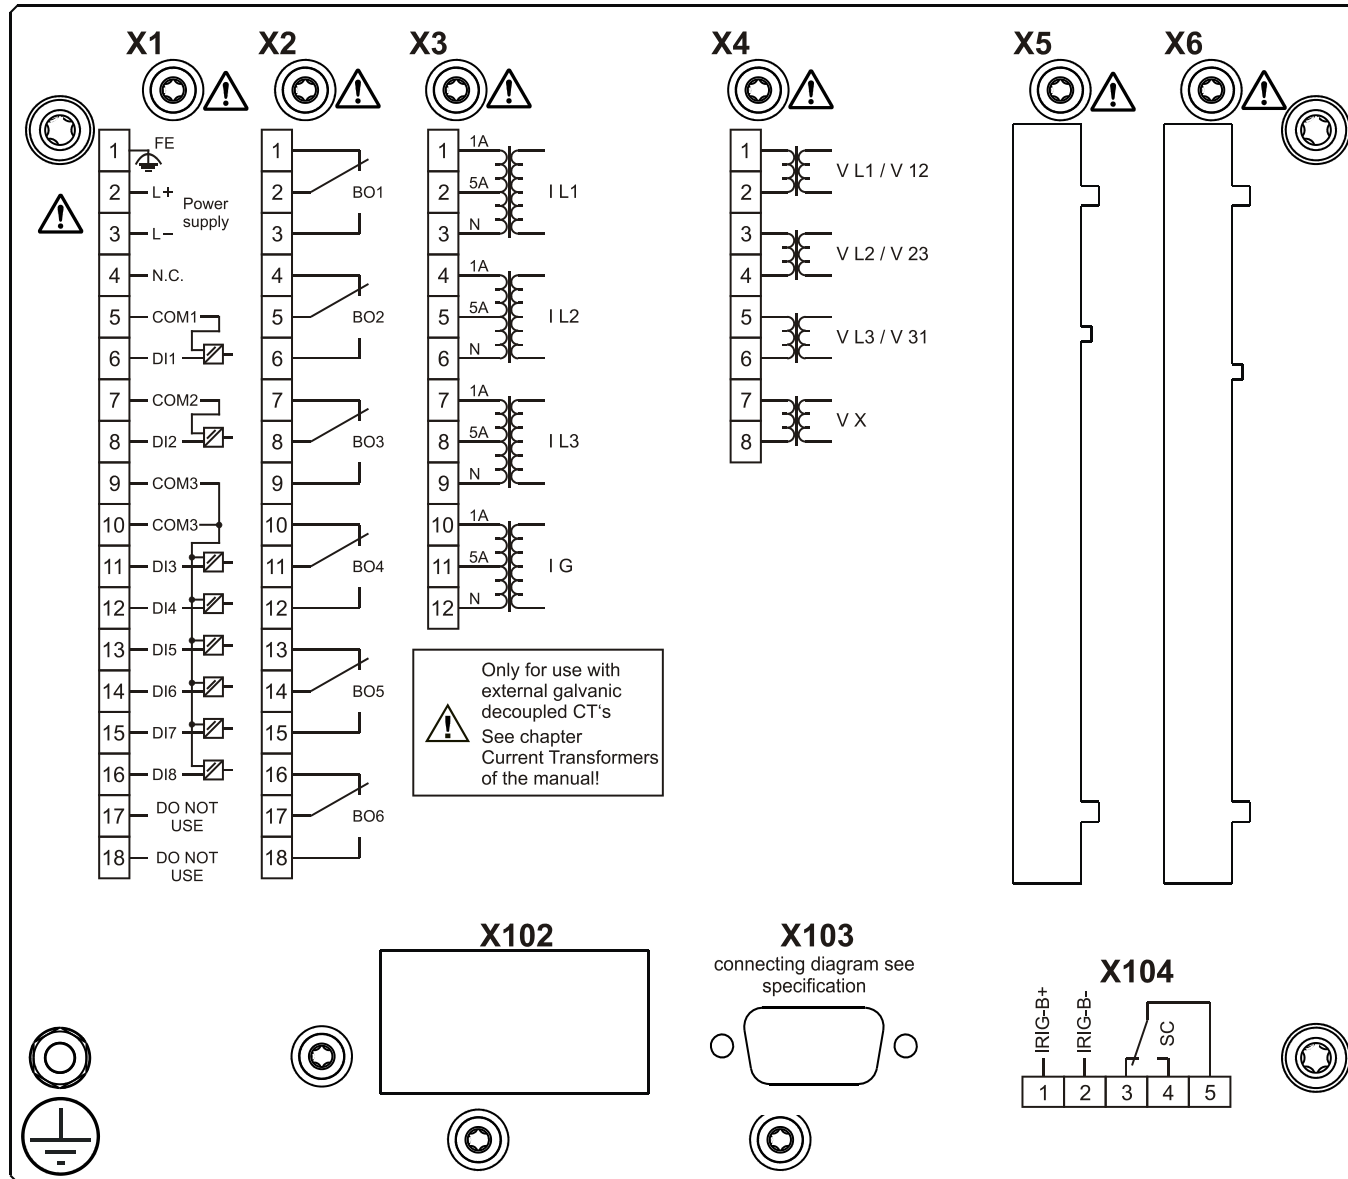 X1 X2 X3 X4 X5 X6
1 FE
2 L+
Power
supply
3 L-
4 N.C.
5 COM1
6 DI1
7 COM2
8 DI2
9 COM3
10 COM3
11 DI3
12 DI4
13 DI5
14 DI6
15 DI7
16 DI8
17 DO NOT
USE
18 DO NOT
USE
1
2 BO1
3
4
5 BO2
6
7
8 BO3
9
10
11 BO4
12
13
14 BO5
15
16
17 BO6
18
1 1A
2 5A I L1
3 N
4 1A
5 5A I L2
6 N
7 1A
8 5A I L3
9 N
10 1A
11 5A I G
12 N
Only for use with
external galvanic
decoupled CT's
See chapter
Current Transformers
of the manual!
1
V L1 / V 12
2
3
V L2 / V 23
4
5
V L3 / V 31
6
7
V X
8
X102
X103
connecting diagram see
specification
X104
IRIG-B+
IRIG-B-
SC
1 2 3 4 5